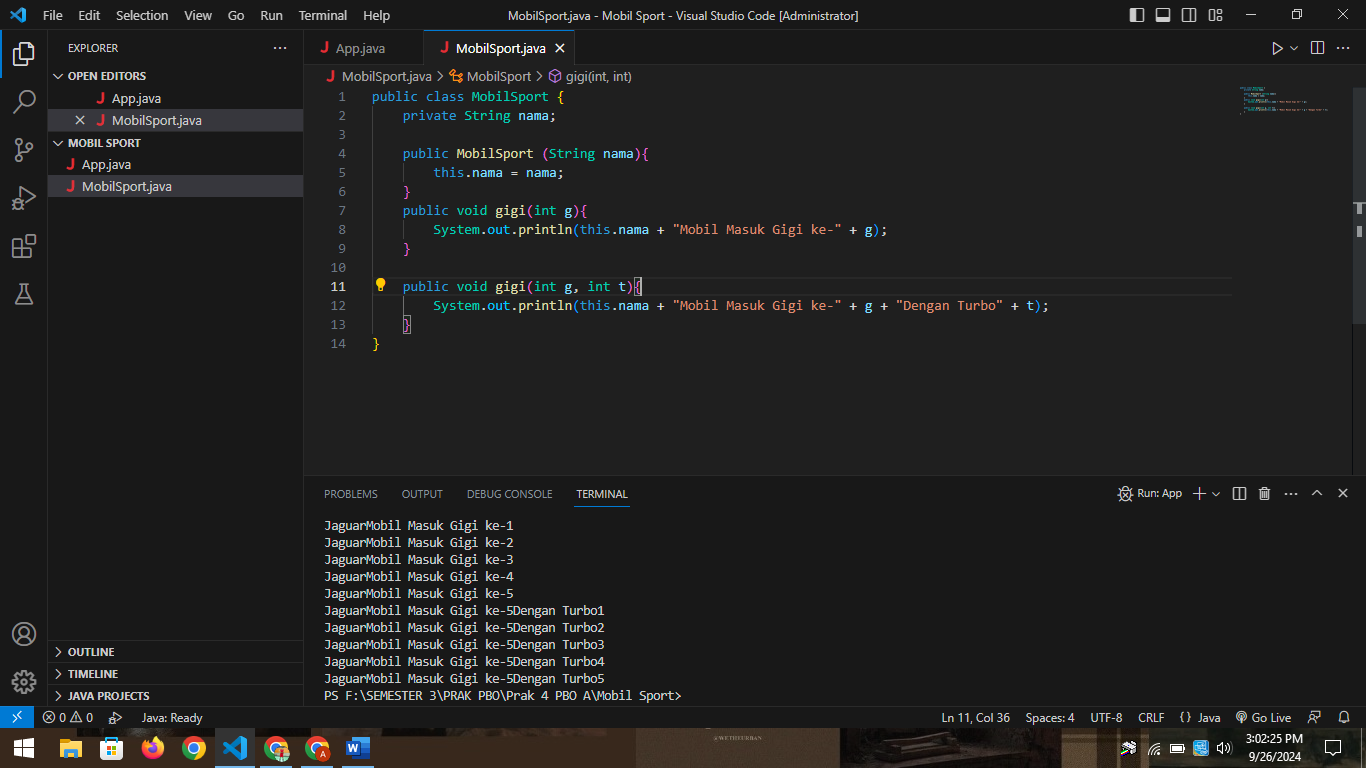 File Edit Selection View Go Run Terminal Help
MobilSport.java - Mobil Sport - Visual Studio Code [Administrator]
EXPLORER
OPEN EDITORS
App.java
MobilSport.java
MOBIL SPORT
App.java
MobilSport.java
OUTLINE
TIMELINE
JAVA PROJECTS
App.java MobilSport.java
MobilSport.java > MobilSport > gigi(int, int)
1 public class MobilSport {
2 private String nama;
3
4 public MobilSport (String nama){
5 this.nama = nama;
6 }
7 public void gigi(int g){
8 System.out.println(this.nama + "Mobil Masuk Gigi ke-" + g);
9 }
10
11 public void gigi(int g, int t){
12 System.out.println(this.nama + "Mobil Masuk Gigi ke-" + g + "Dengan Turbo" + t);
13 }
14 }
PROBLEMS OUTPUT DEBUG CONSOLE TERMINAL
Run: App
JaguarMobil Masuk Gigi ke-1
JaguarMobil Masuk Gigi ke-2
JaguarMobil Masuk Gigi ke-3
JaguarMobil Masuk Gigi ke-4
JaguarMobil Masuk Gigi ke-5
JaguarMobil Masuk Gigi ke-5Dengan Turbo1
JaguarMobil Masuk Gigi ke-5Dengan Turbo2
JaguarMobil Masuk Gigi ke-5Dengan Turbo3
JaguarMobil Masuk Gigi ke-5Dengan Turbo4
JaguarMobil Masuk Gigi ke-5Dengan Turbo5
PS F:\SEMESTER 3\PRAK PBO\Prak 4 PBO A\Mobil Sport>
0 0 Java: Ready
Ln 11, Col 36 Spaces: 4 UTF-8 CRLF {} Java Go Live
3:02:25 PM
9/26/2024